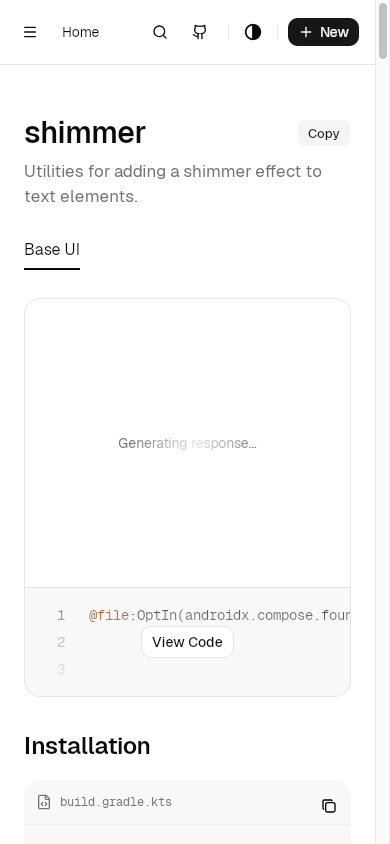 Home
New
shimmer
Copy
Utilities for adding a shimmer effect to
text elements.
Base UI
Generating response...
1 @file:OptIn(androidx.compose.four
2
View Code
3
Installation
build.gradle.kts